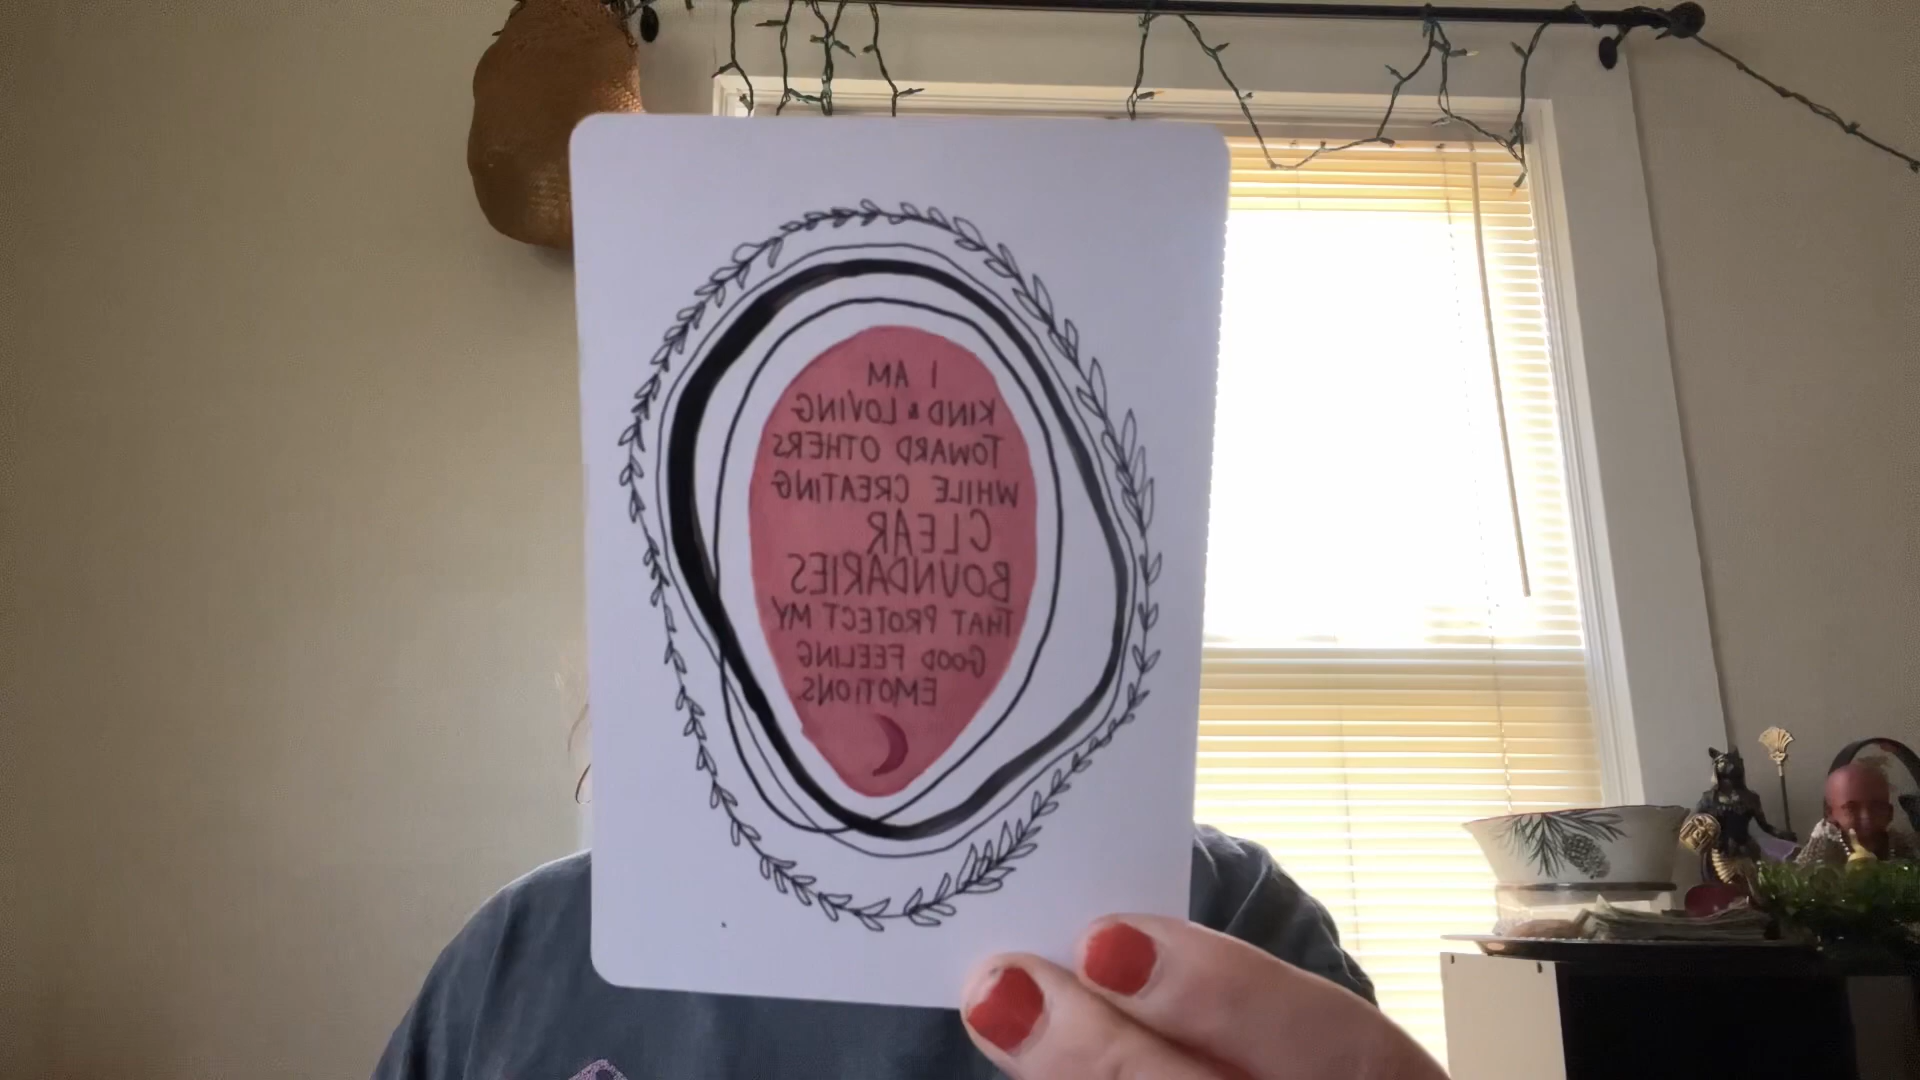 I AM
KIND & LOVING
TOWARD OTHERS
WHILE CREATING
CLEAR
BOUNDARIES
THAT PROTECT MY
GOOD FEELING
EMOTIONS.